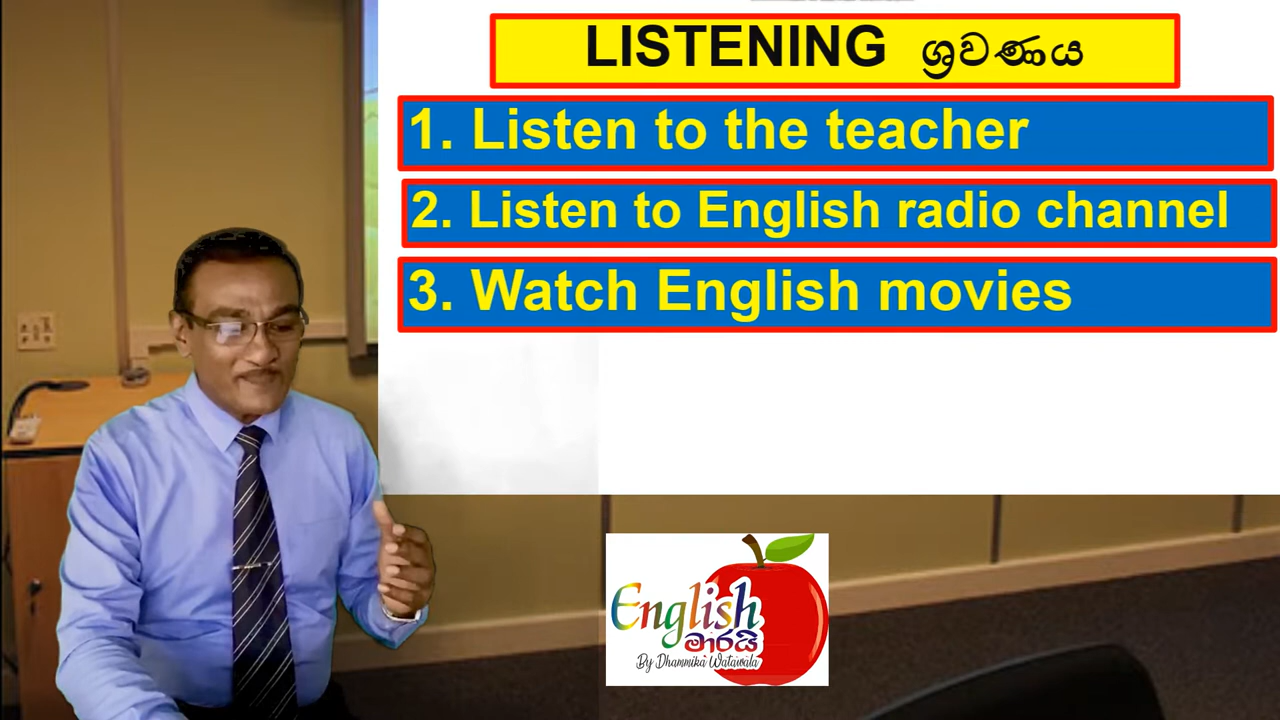 LISTENING ශ්‍රවණය
1. Listen to the teacher
2. Listen to English radio channel
3. Watch English movies
English
මාරයි
By Dhammika Watawala